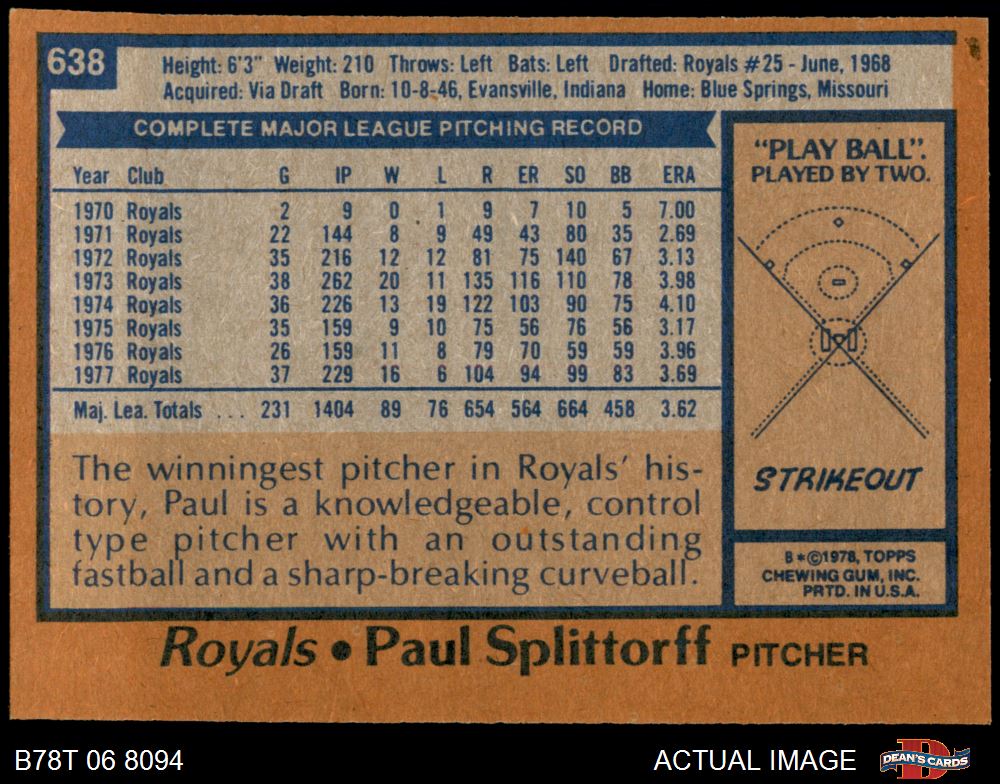 638
Height: 6'3" Weight: 210 Throws: Left Bats: Left Drafted: Royals #25 - June, 1968
Acquired: Via Draft Born: 10-8-46, Evansville, Indiana Home: Blue Springs, Missouri
COMPLETE MAJOR LEAGUE PITCHING RECORD
Year Club G IP W L R ER SO BB ERA
1970 Royals 2 9 0 1 9 7 10 5 7.00
1971 Royals 22 144 8 9 49 43 80 35 2.69
1972 Royals 35 216 12 12 81 75 140 67 3.13
1973 Royals 38 262 20 11 135 116 110 78 3.98
1974 Royals 36 226 13 19 122 103 90 75 4.10
1975 Royals 35 159 9 10 75 56 76 56 3.17
1976 Royals 26 159 11 8 79 70 59 59 3.96
1977 Royals 37 229 16 6 104 94 99 83 3.69
Maj. Lea. Totals ... 231 1404 89 76 654 564 664 458 3.62
The winningest pitcher in Royals' his-
tory, Paul is a knowledgeable, control
type pitcher with an outstanding
fastball and a sharp-breaking curveball.
"PLAY BALL".
PLAYED BY TWO.
STRIKEOUT
B*©1978, TOPPS
CHEWING GUM, INC.
PRTD. IN U.S.A.
Royals • Paul Splittorff PITCHER
B78T 06 8094
ACTUAL IMAGE
DEAN'S CARDS